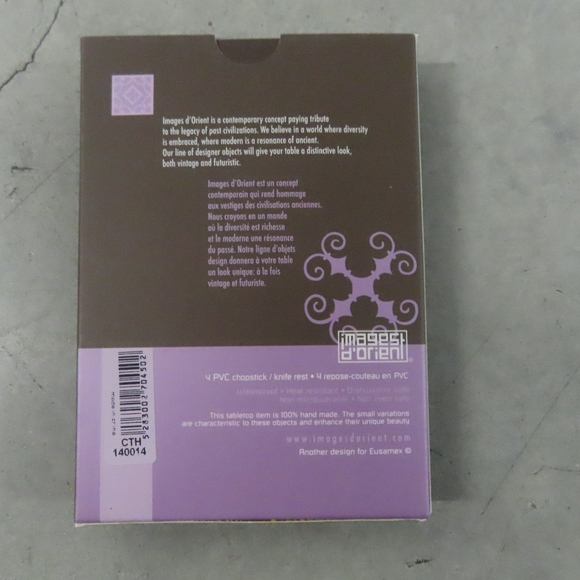 Images d'Orient is a contemporary concept paying tribute
to the legacy of past civilizations. We believe in a world where diversity
is embraced, where modern is a resonance of ancient.
Our line of designer objects will give your table a distinctive look,
both vintage and futuristic.
Images d'Orient est un concept
contemporain qui rend hommage
aux vestiges des civilisations anciennes.
Nous croyons en un monde
où la diversité est richesse
et le moderne une résonance
du passé. Notre ligne d'objets
design donnera à votre table
un look unique: à la fois
vintage et futuriste.
images
d'orient ®
4 PVC chopstick / knife rest • 4 repose-couteau en PVC
This tabletop item is 100% hand made. The small variations
are characteristic to these objects and enhance their unique beauty
www.imagesdorient.com
Another design for Eusamex ©
5 283002 704502
CTH
140014